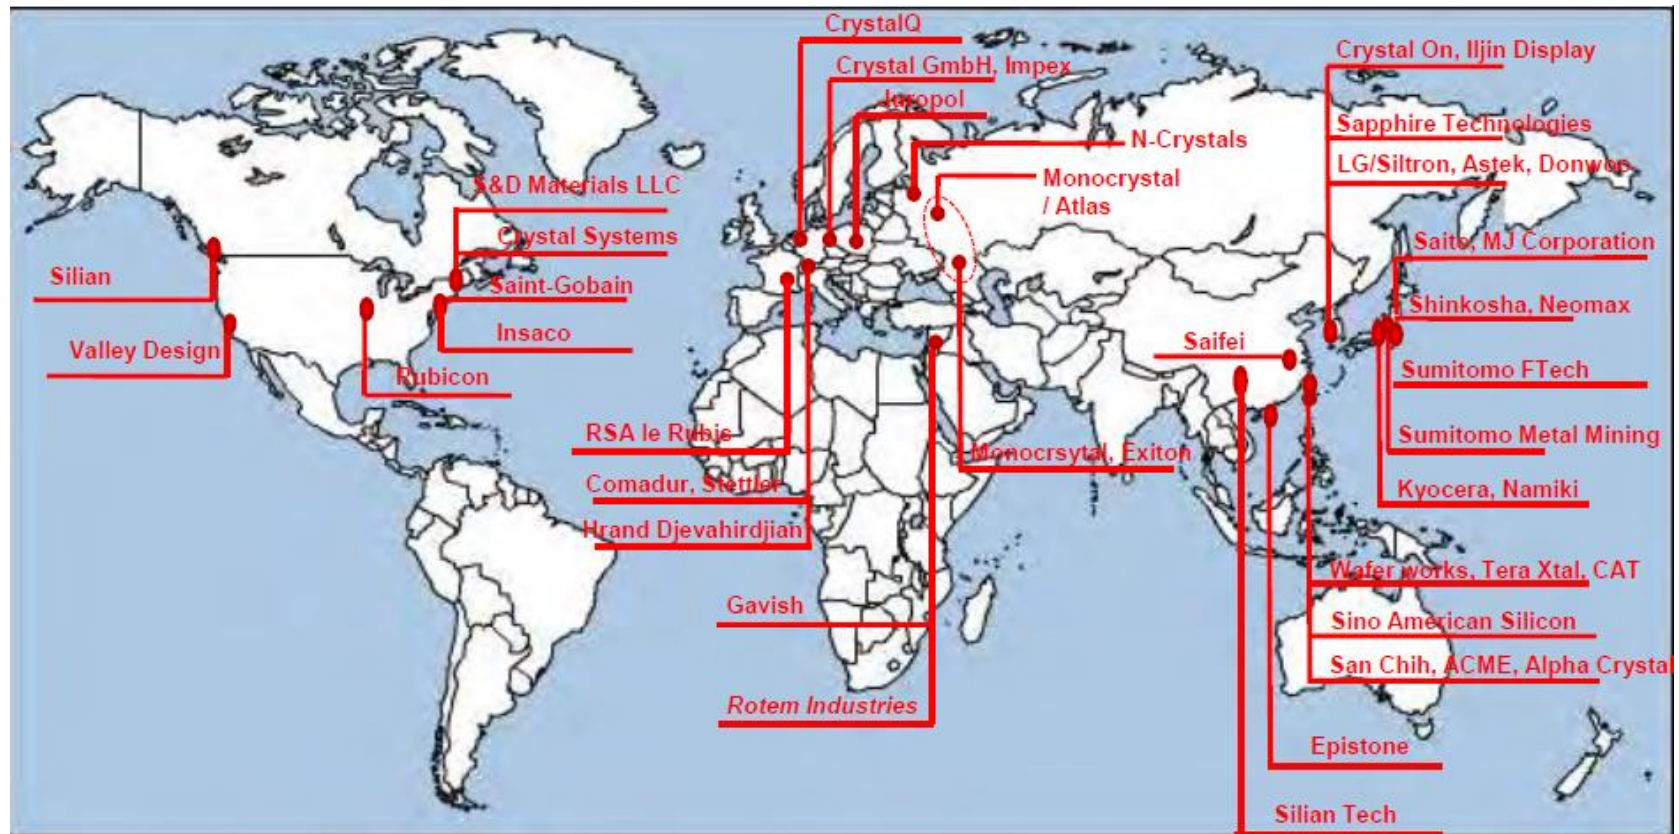 CrystalQ
Crystal GmbH, Impex
Juropol
N-Crystals
Monocrystal
/ Atlas
Crystal On, Iljin Display
Sapphire Technologies
LG/Siltron, Astek, Donwoo
Saito, MJ Corporation
Shinkosha, Neomax
Sumitomo FTech
Sumitomo Metal Mining
Kyocera, Namiki
S&D Materials LLC
Crystal Systems
Saint-Gobain
Insaco
Silian
Valley Design
Rubicon
Saifei
RSA le Rubis
Comadur, Stettler
Hrand Djevahirdjian
Monocrsytal, Exiton
Gavish
Rotem Industries
Wafer works, Tera Xtal, CAT
Sino American Silicon
San Chih, ACME, Alpha Crystal
Epistone
Silian Tech